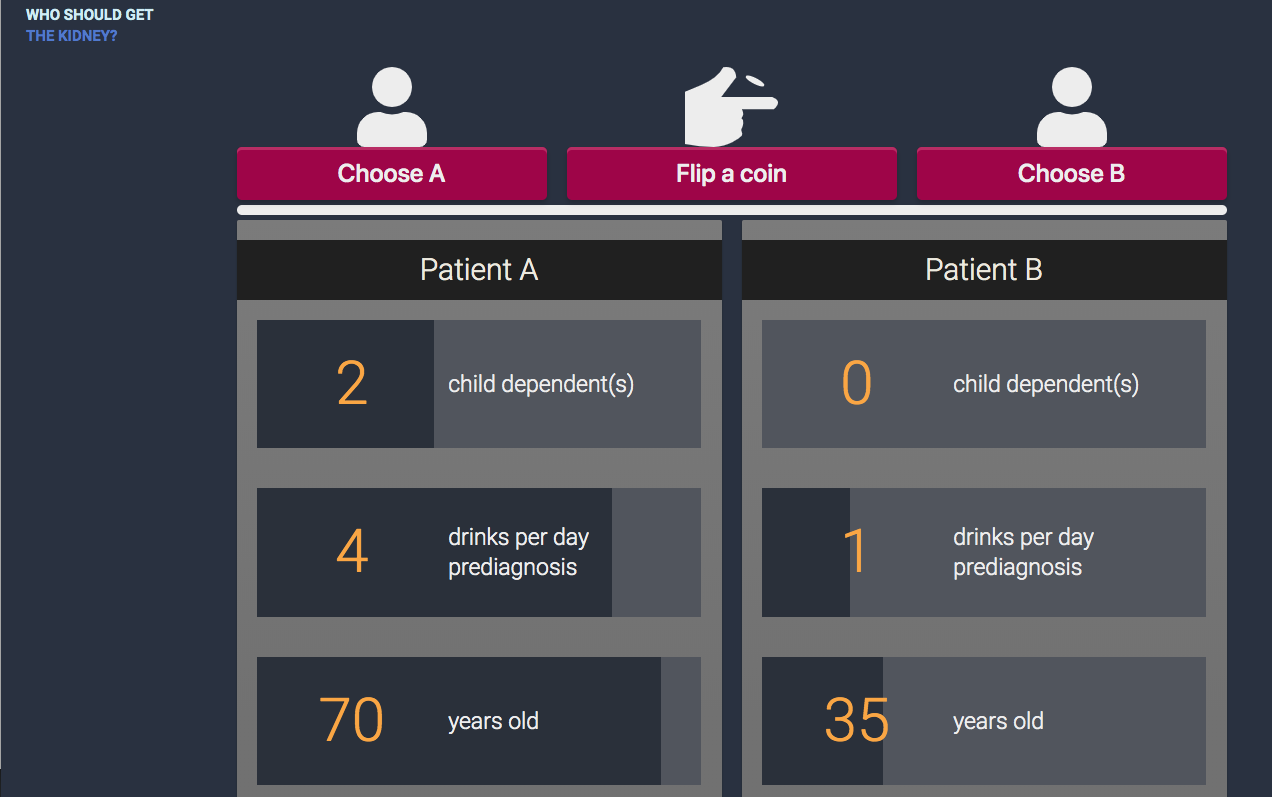 WHO SHOULD GET
THE KIDNEY?
Choose A
Flip a coin
Choose B
Patient A
2
child dependent(s)
4
drinks per day
prediagnosis
70
years old
Patient B
0
child dependent(s)
1
drinks per day
prediagnosis
35
years old